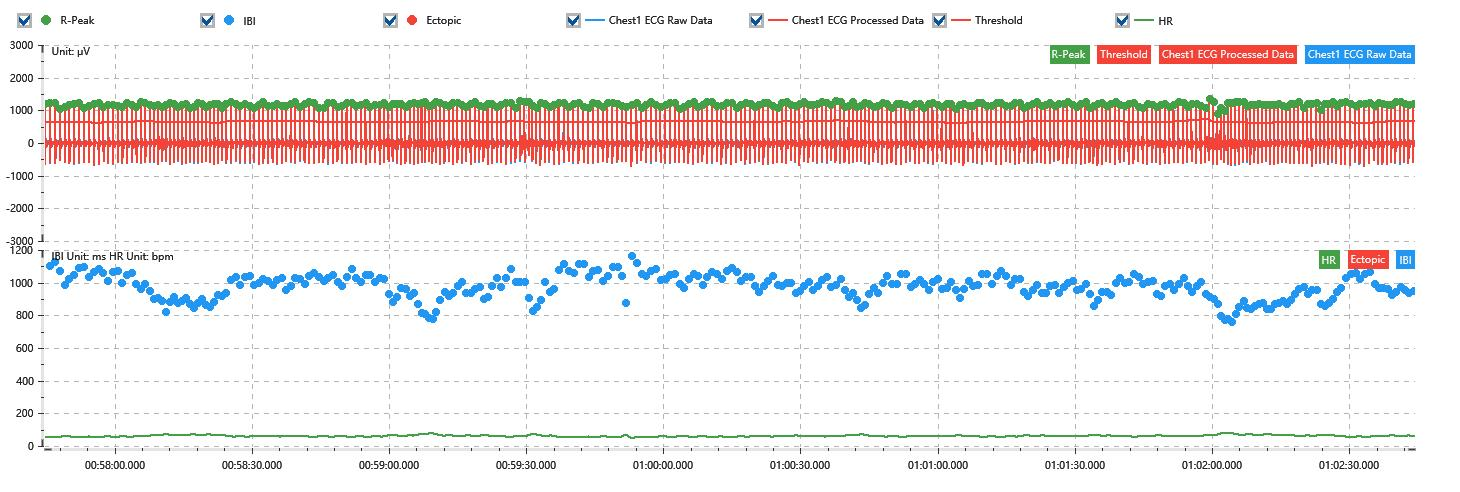 R-Peak IBI Ectopic Chest1 ECG Raw Data Chest1 ECG Processed Data Threshold HR
3000
Unit: µV
R-Peak Threshold Chest1 ECG Processed Data Chest1 ECG Raw Data
2000
1000
0
-1000
-2000
-3000
1200
IBI Unit: ms HR Unit: bpm
HR Ectopic IBI
1000
800
600
400
200
0
00:58:00.000 00:58:30.000 00:59:00.000 00:59:30.000 01:00:00.000 01:00:30.000 01:01:00.000 01:01:30.000 01:02:00.000 01:02:30.000